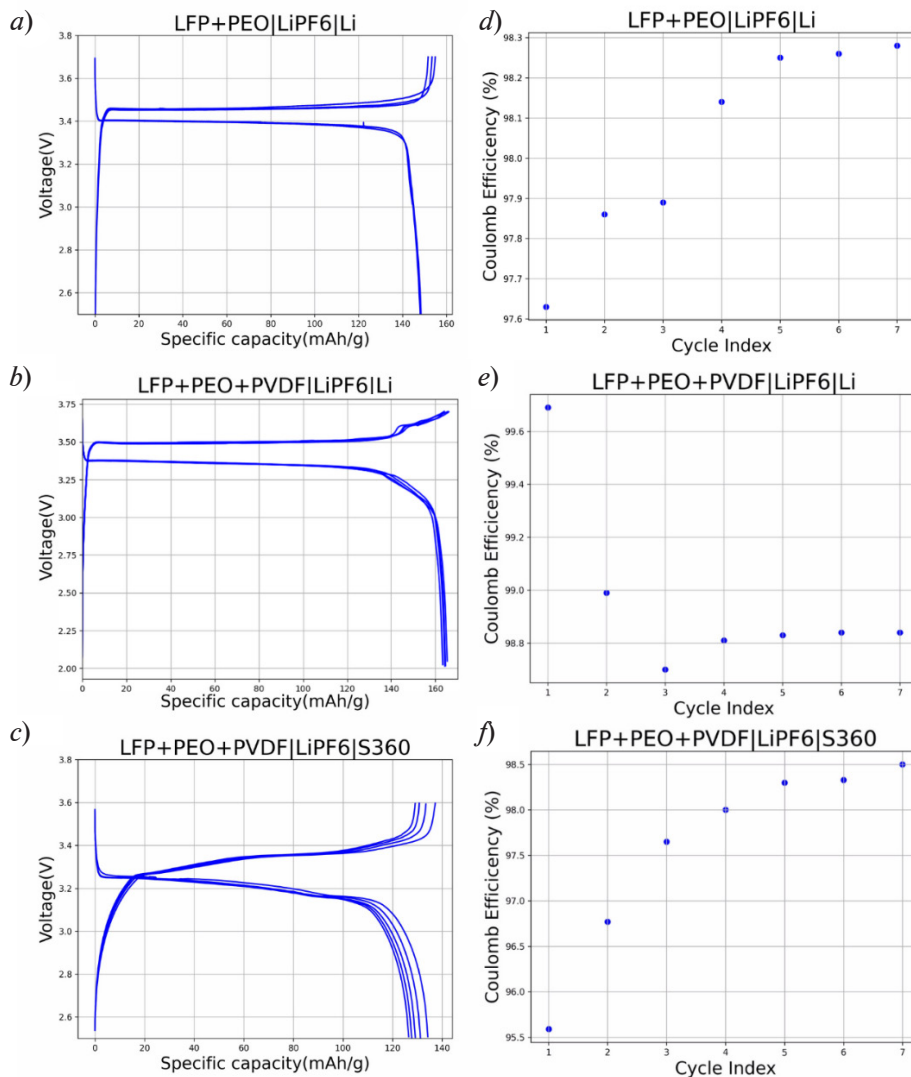 a)
LFP+PEO|LiPF6|Li
3.8
3.6
3.4
3.2
3.0
2.8
2.6
Voltage(V)
0 20 40 60 80 100 120 140 160
Specific capacity(mAh/g)
d)
LFP+PEO|LiPF6|Li
98.3
98.2
98.1
98.0
97.9
97.8
97.7
97.6
Coulomb Efficicency (%)
1 2 3 4 5 6 7
Cycle Index
b)
LFP+PEO+PVDF|LiPF6|Li
3.75
3.50
3.25
3.00
2.75
2.50
2.25
2.00
Voltage(V)
0 20 40 60 80 100 120 140 160
Specific capacity(mAh/g)
e)
LFP+PEO+PVDF|LiPF6|Li
99.6
99.4
99.2
99.0
98.8
Coulomb Efficicency (%)
1 2 3 4 5 6 7
Cycle Index
c)
LFP+PEO+PVDF|LiPF6|S360
3.8
3.6
3.4
3.2
3.0
2.8
2.6
Voltage(V)
0 20 40 60 80 100 120 140
Specific capacity(mAh/g)
f)
LFP+PEO+PVDF|LiPF6|S360
98.5
98.0
97.5
97.0
96.5
96.0
95.5
Coulomb Efficicency (%)
1 2 3 4 5 6 7
Cycle Index